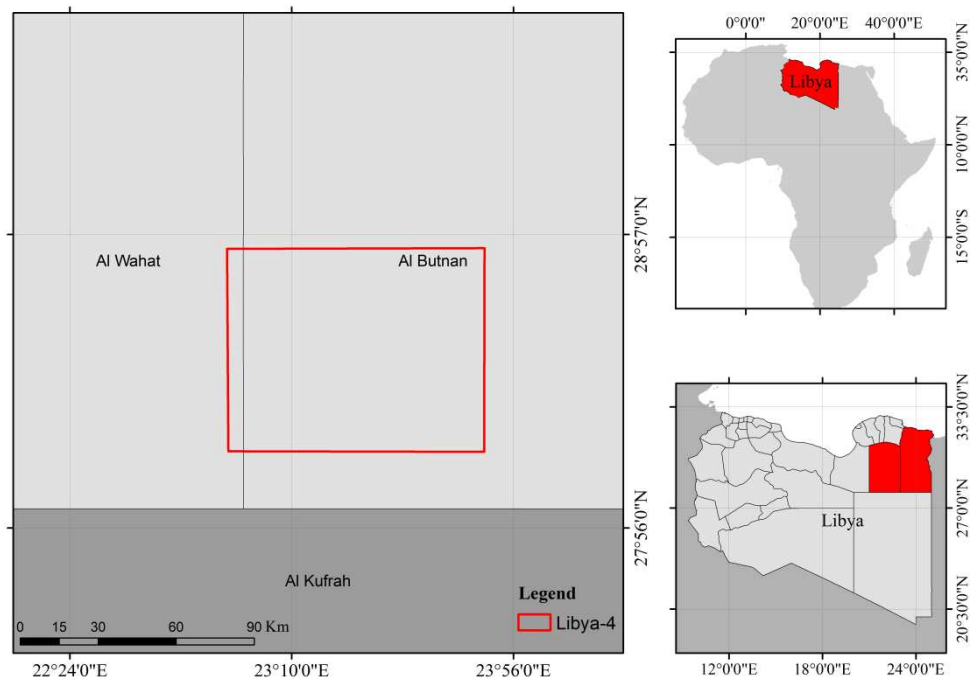 Al Wahat
Al Butnan
28°57'0"N
27°56'0"N
Al Kufrah
Legend
Libya-4
0 15 30 60 90 Km
22°24'0"E 23°10'0"E 23°56'0"E
0°0'0" 20°0'0"E 40°0'0"E
Libya
35°0'0"N
10°0'0"N
15°0'0"S
33°30'0"N
27°0'0"N
Libya
20°30'0"N
12°0'0"E 18°0'0"E 24°0'0"E